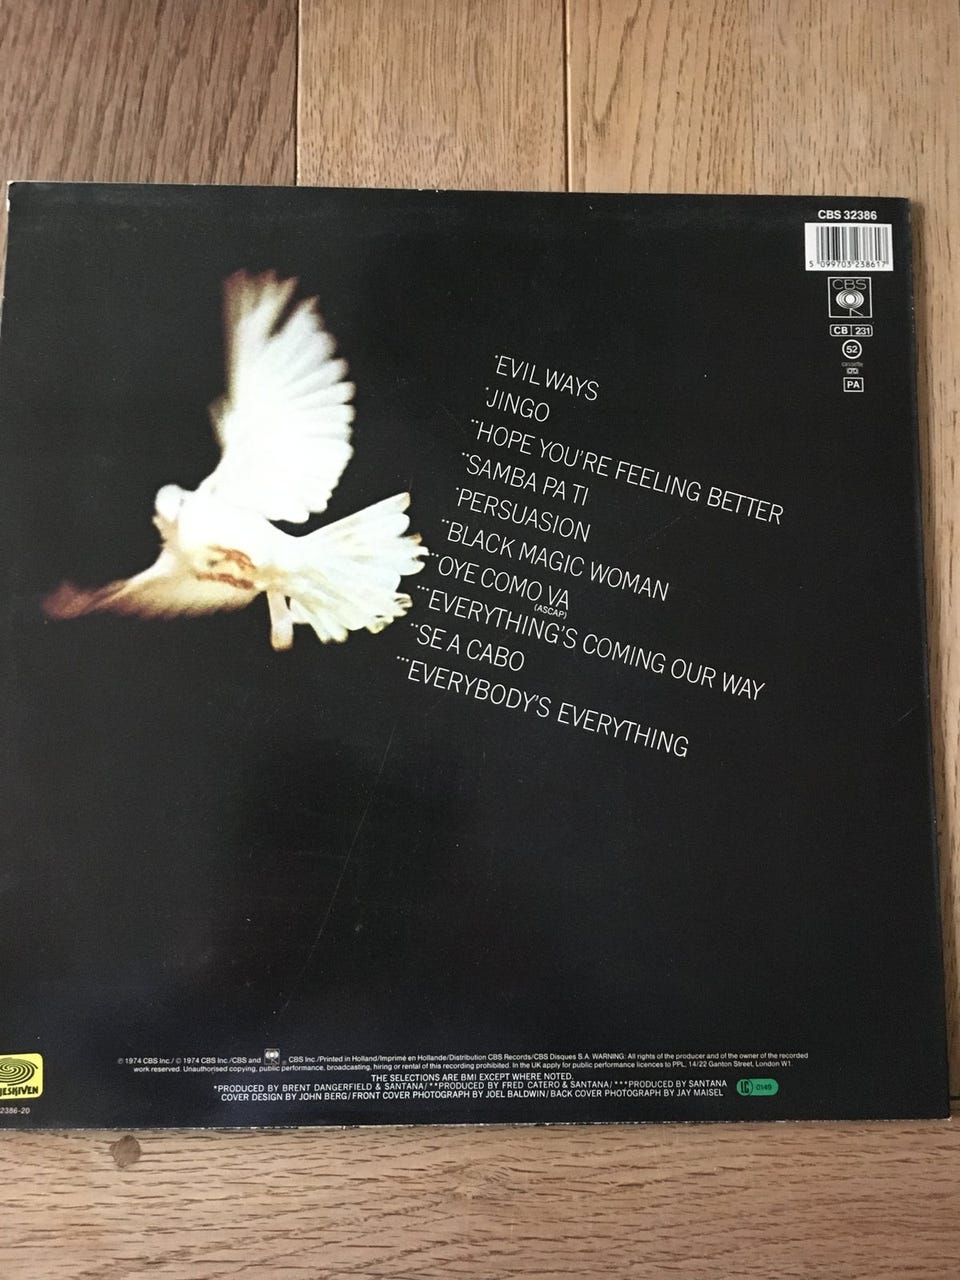 CBS 32386
5 099703 238617
CBS
CB 231
52
cassette
PA
*EVIL WAYS
*JINGO
**HOPE YOU'RE FEELING BETTER
**SAMBA PA TI
*PERSUASION
**BLACK MAGIC WOMAN
**OYE COMO VA
(ASCAP)
***EVERYTHING'S COMING OUR WAY
**SE A CABO
***EVERYBODY'S EVERYTHING
℗ 1974 CBS Inc./ © 1974 CBS Inc./CBS and ® CBS Inc./Printed in Holland/Imprimé en Hollande/Distribution CBS Records/CBS Disques S.A. WARNING: All rights of the producer and of the owner of the recorded
work reserved. Unauthorised copying, public performance, broadcasting, hiring or rental of this recording prohibited. In the UK apply for public performance licences to PPL, 14/22 Ganton Street, London W1.
THE SELECTIONS ARE BMI EXCEPT WHERE NOTED.
*PRODUCED BY BRENT DANGERFIELD & SANTANA/ **PRODUCED BY FRED CATERO & SANTANA/ ***PRODUCED BY SANTANA
COVER DESIGN BY JOHN BERG/FRONT COVER PHOTOGRAPH BY JOEL BALDWIN/BACK COVER PHOTOGRAPH BY JAY MAISEL
LC 0149
2386-20